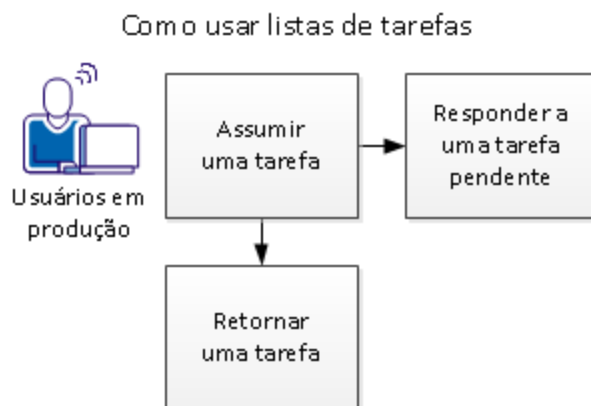 Como usar listas de tarefas
Usuários em
produção
Assumir
uma tarefa
Responder a
uma tarefa
pendente
Retornar
uma tarefa